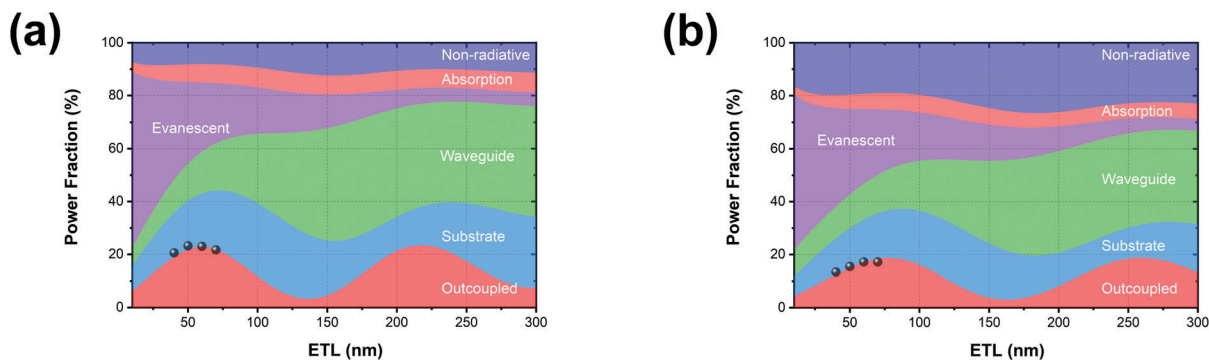 (a)
100
80
60
40
20
0
Power Fraction (%)
Non-radiative
Absorption
Evanescent
Waveguide
Substrate
Outcoupled
50 100 150 200 250 300
ETL (nm)
(b)
100
80
60
40
20
0
Power Fraction (%)
Non-radiative
Absorption
Evanescent
Waveguide
Substrate
Outcoupled
50 100 150 200 250 300
ETL (nm)